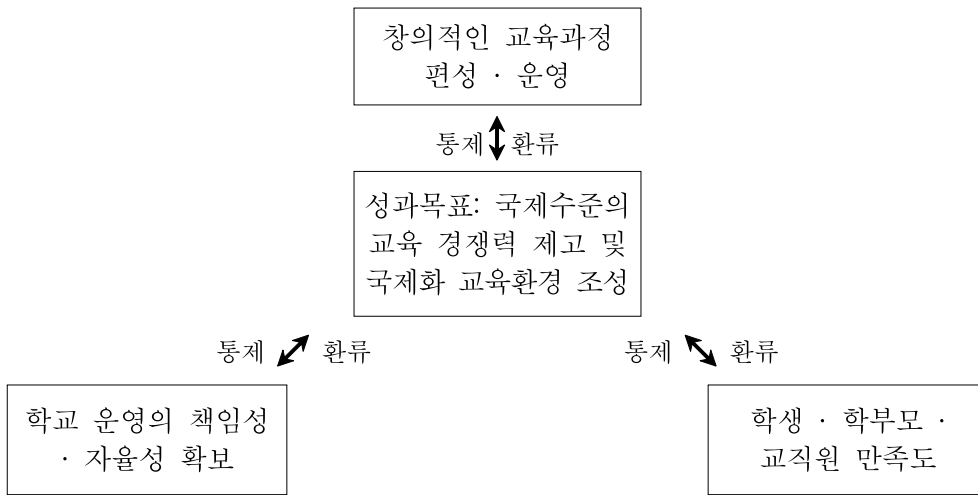 창의적인 교육과정
편성 · 운영
통제 환류
성과목표: 국제수준의
교육 경쟁력 제고 및
국제화 교육환경 조성
통제 환류
통제 환류
학교 운영의 책임성
· 자율성 확보
학생 · 학부모 ·
교직원 만족도